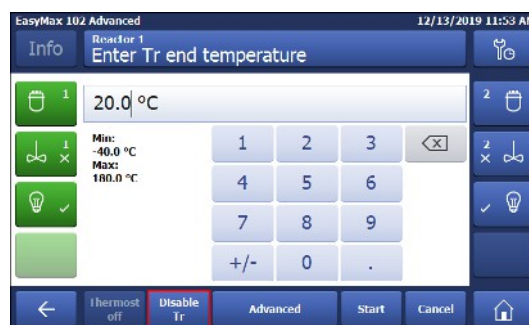 EasyMax 102 Advanced 12/13/2019 11:53 AM
Info
Reactor 1
Enter Tr end temperature
1
20.0 °C
2
1
Min:
-40.0 °C
Max:
180.0 °C
1 2 3
2
4 5 6
7 8 9
+/- 0 .
Thermost off
Disable Tr
Advanced
Start
Cancel